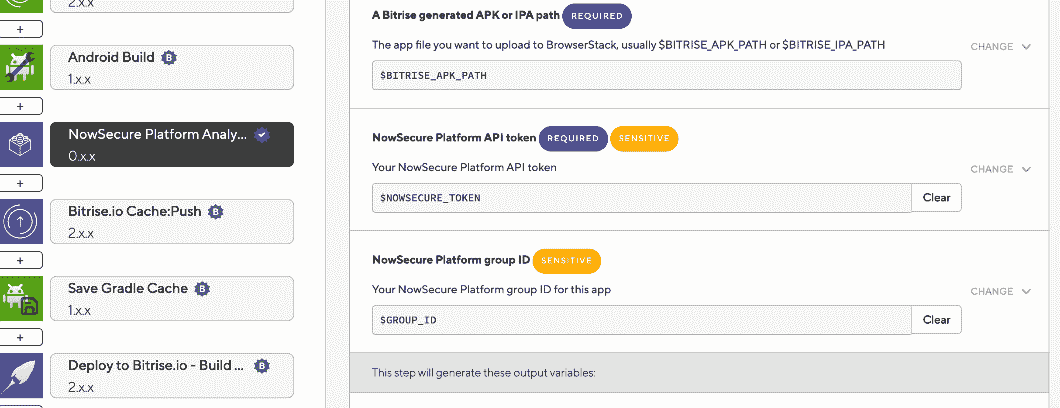 2.x.x
+
Android Build
1.x.x
+
NowSecure Platform Analy...
0.x.x
+
Bitrise.io Cache:Push
2.x.x
+
Save Gradle Cache
1.x.x
+
Deploy to Bitrise.io - Build ...
2.x.x
A Bitrise generated APK or IPA path REQUIRED
The app file you want to upload to BrowserStack, usually $BITRISE_APK_PATH or $BITRISE_IPA_PATH
CHANGE
$BITRISE_APK_PATH
NowSecure Platform API token REQUIRED SENSITIVE
Your NowSecure Platform API token
CHANGE
$NOWSECURE_TOKEN Clear
NowSecure Platform group ID SENSITIVE
Your NowSecure Platform group ID for this app
CHANGE
$GROUP_ID Clear
This step will generate these output variables: